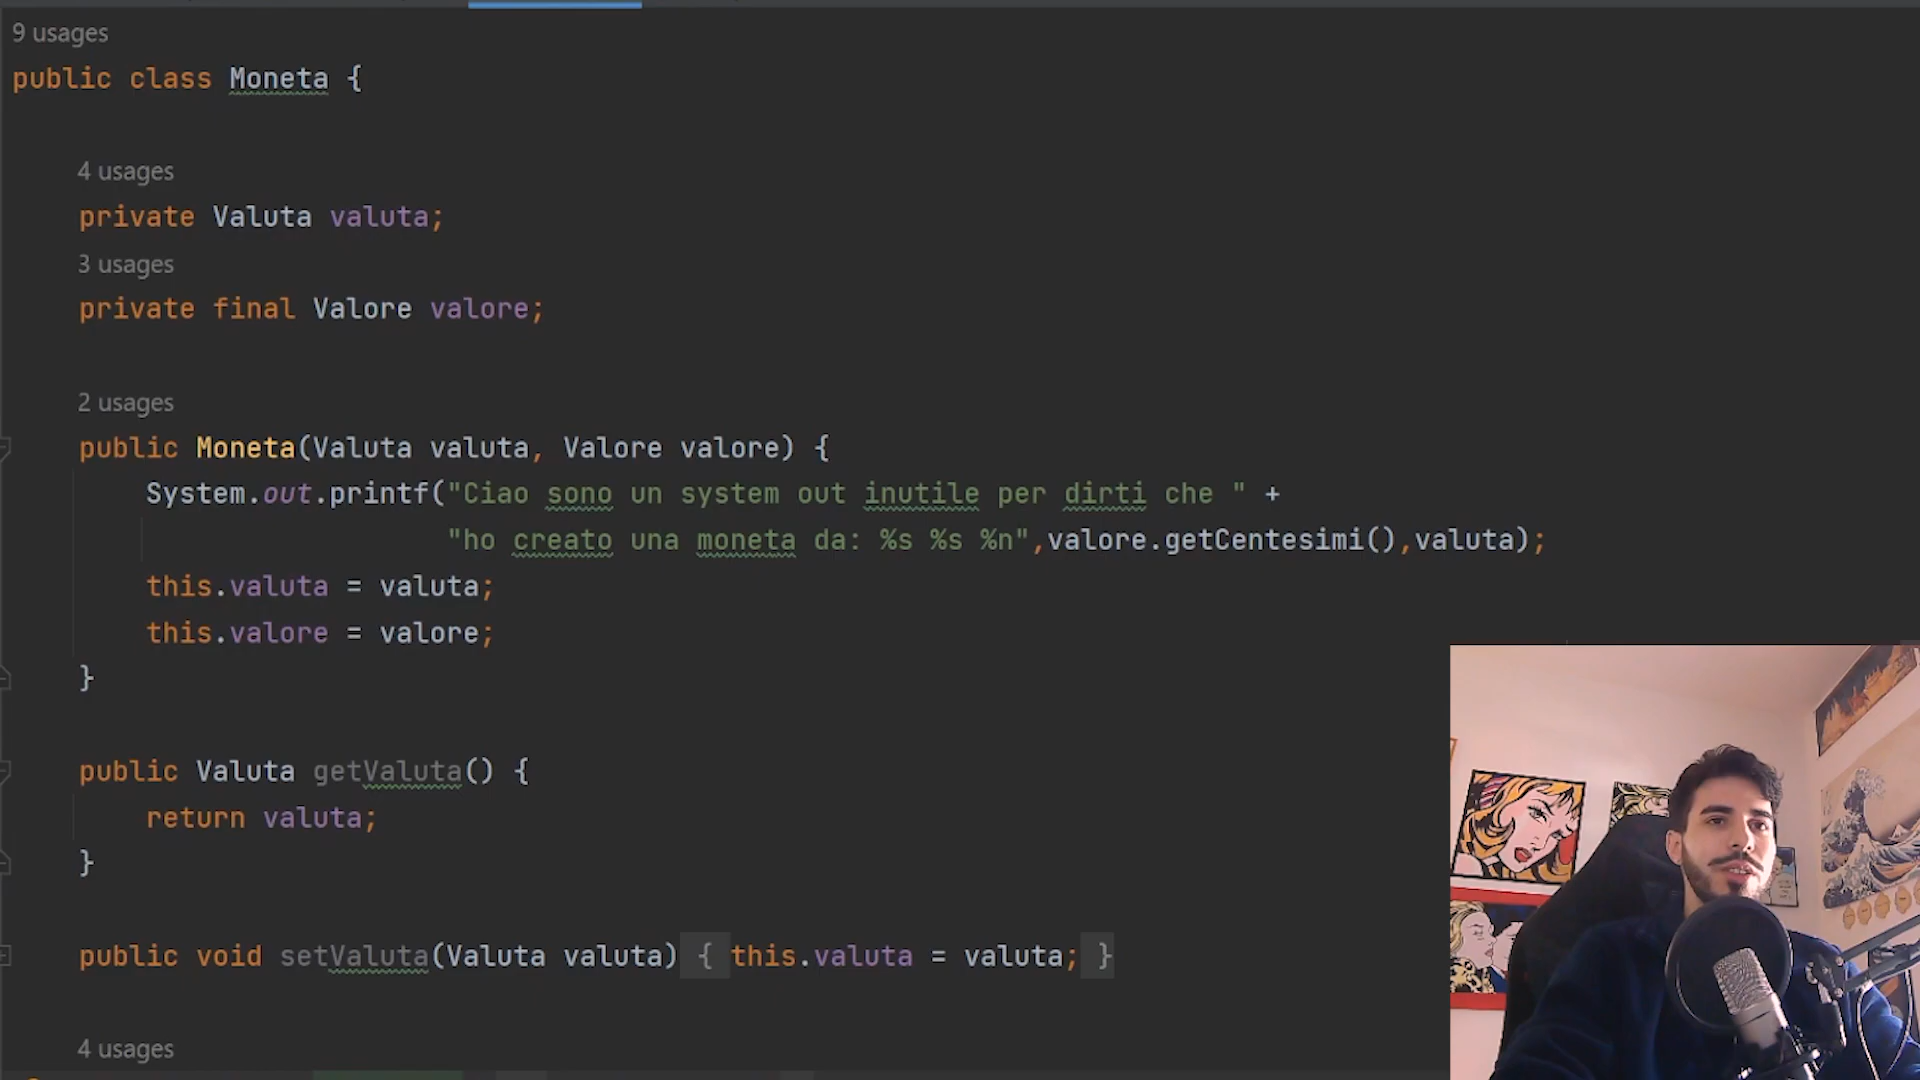 9 usages
public class Moneta {
4 usages
private Valuta valuta;
3 usages
private final Valore valore;
2 usages
public Moneta(Valuta valuta, Valore valore) {
System.out.printf("Ciao sono un system out inutile per dirti che " +
"ho creato una moneta da: %s %s %n",valore.getCentesimi(),valuta);
this.valuta = valuta;
this.valore = valore;
}
public Valuta getValuta() {
return valuta;
}
public void setValuta(Valuta valuta) { this.valuta = valuta; }
4 usages